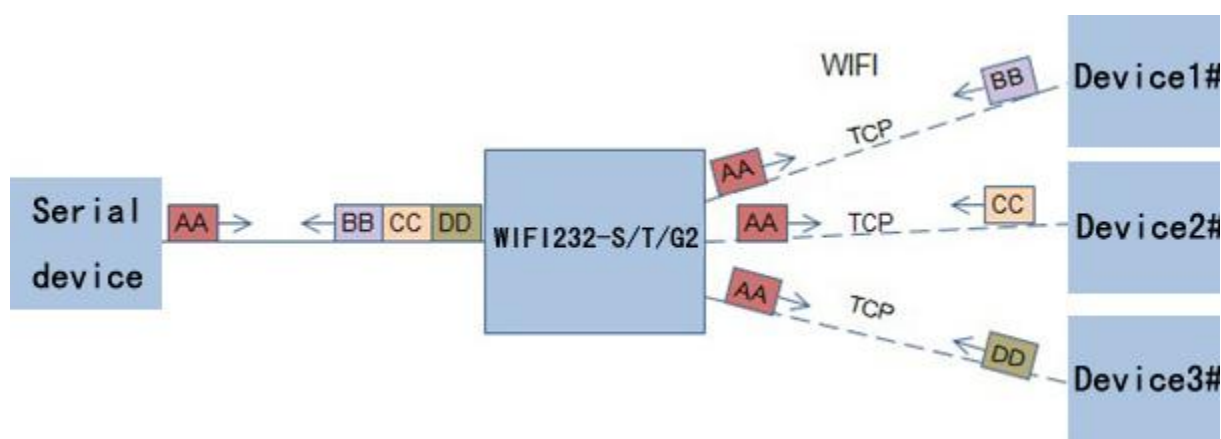 WIFI
BB
Device1#
TCP
AA
Serial
device
AA
BB CC DD
WIFI232-S/T/G2
AA
TCP
CC
Device2#
AA
TCP
DD
Device3#